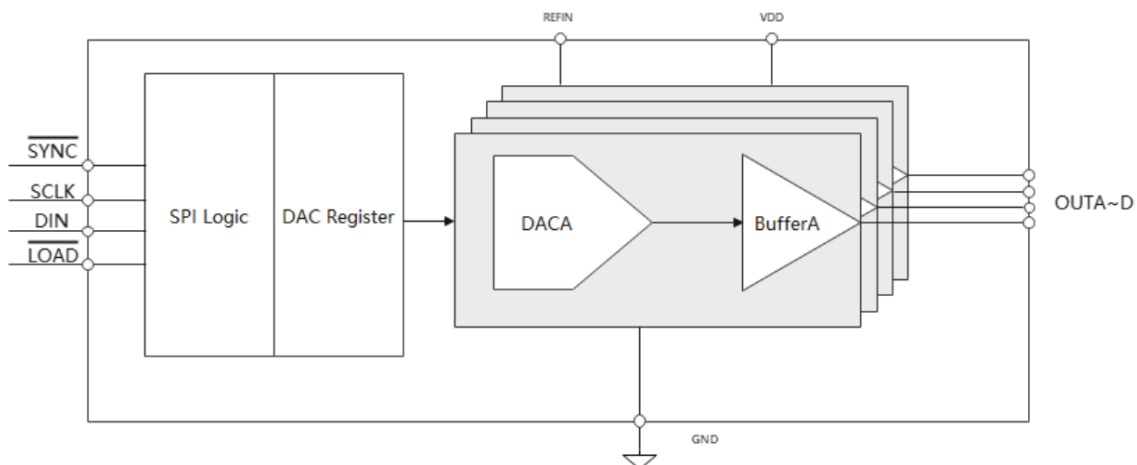 REFIN
VDD
SYNC
SCLK
DIN
LOAD
SPI Logic
DAC Register
DACA
BufferA
OUTA~D
GND